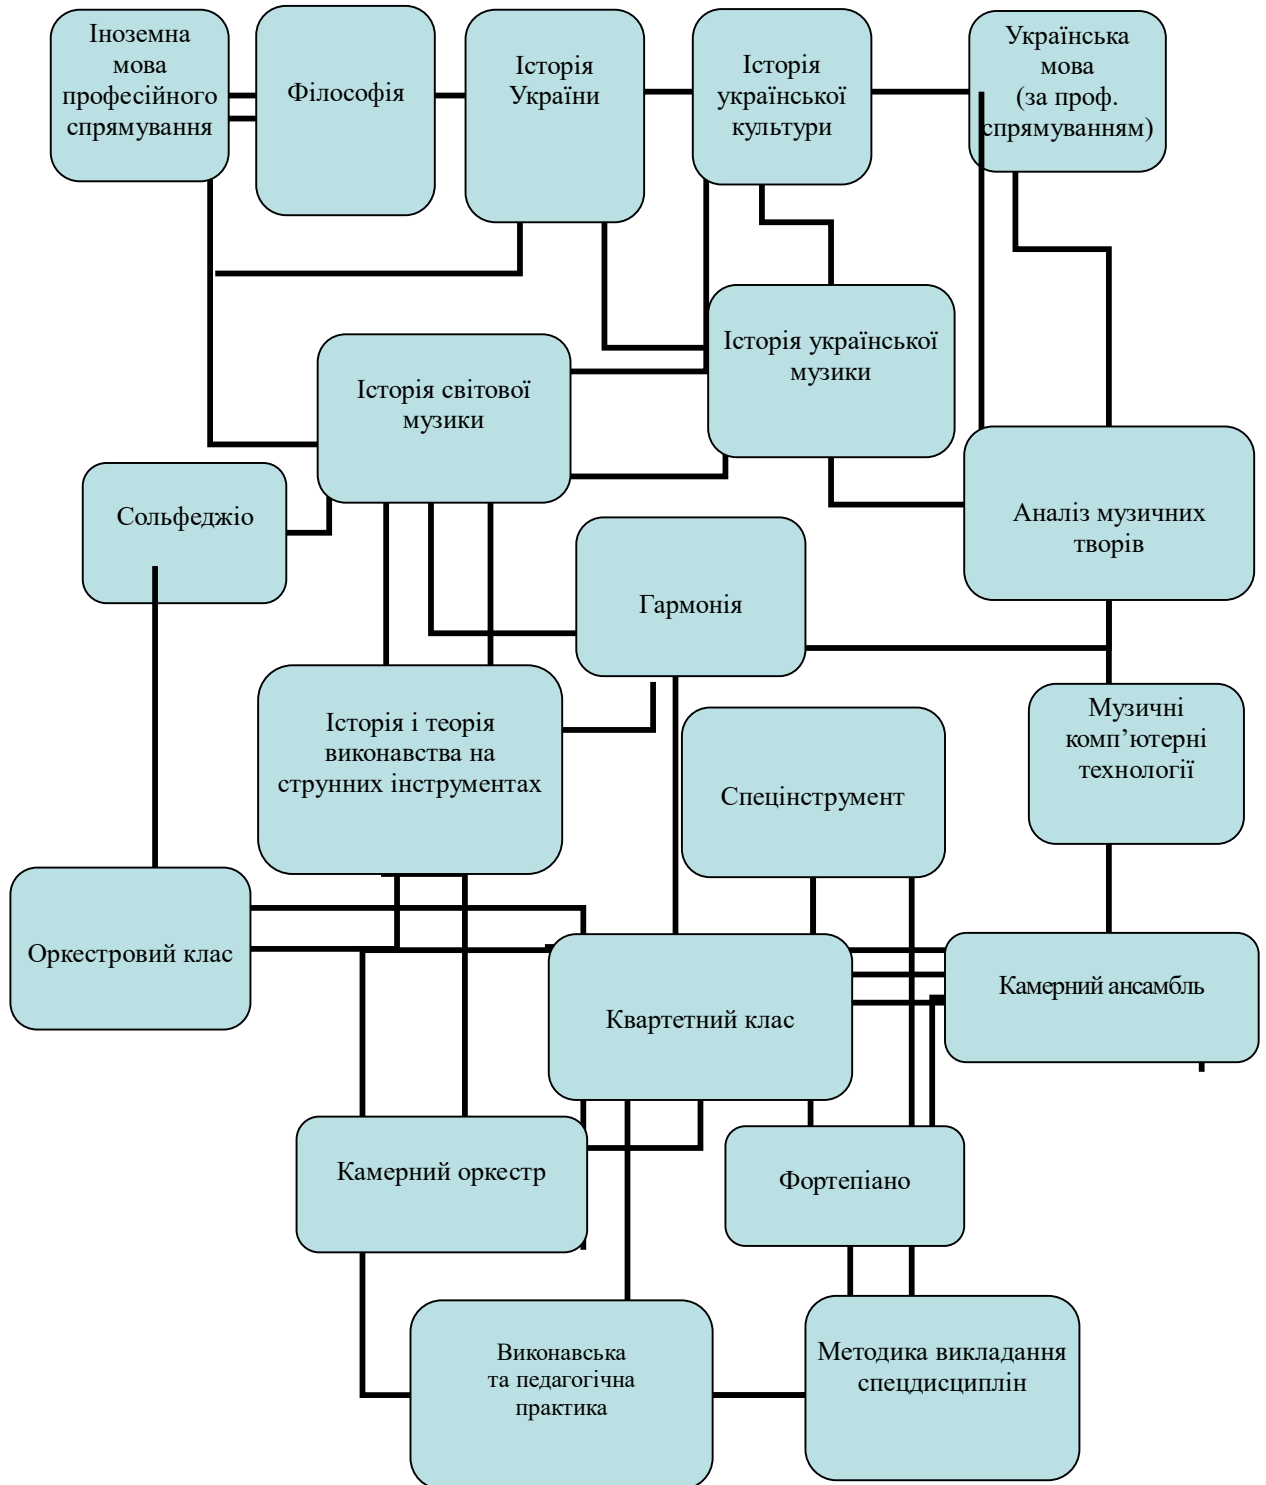 Іноземна
мова
професійного
спрямування
Філософія
Історія
України
Історія
української
культури
Українська
мова
(за проф.
спрямуванням)
Історія української
музики
Історія світової
музики
Сольфеджіо
Аналіз музичних
творів
Гармонія
Історія і теорія
виконавства на
струнних інструментах
Спецінструмент
Музичні
комп’ютерні
технології
Оркестровий клас
Квартетний клас
Камерний ансамбль
Камерний оркестр
Фортепіано
Виконавська
та педагогічна
практика
Методика викладання
спецдисциплін